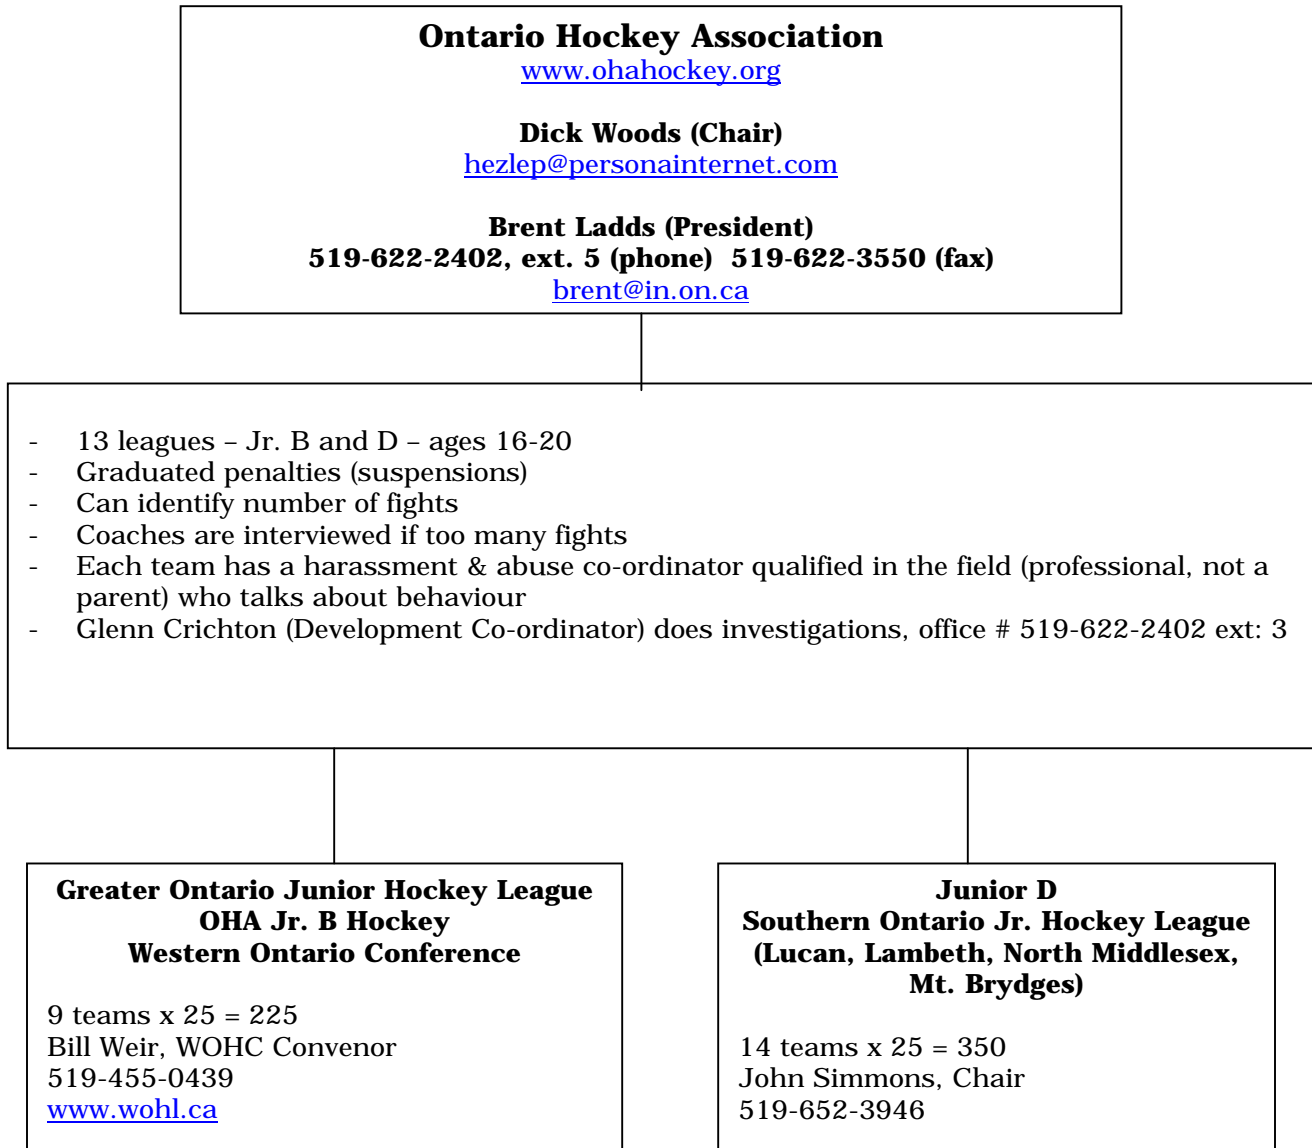 Ontario Hockey Association
www.ohahockey.org
Dick Woods (Chair)
hezlep@personainternet.com
Brent Ladds (President)
519-622-2402, ext. 5 (phone)  519-622-3550 (fax)
brent@in.on.ca
-    13 leagues – Jr. B and D – ages 16-20
-    Graduated penalties (suspensions)
-    Can identify number of fights
-    Coaches are interviewed if too many fights
-    Each team has a harassment & abuse co-ordinator qualified in the field (professional, not a
parent) who talks about behaviour
-    Glenn Crichton (Development Co-ordinator) does investigations, office # 519-622-2402 ext: 3
Greater Ontario Junior Hockey League
OHA Jr. B Hockey
Western Ontario Conference
9 teams x 25 = 225
Bill Weir, WOHC Convenor
519-455-0439
www.wohl.ca
Junior D
Southern Ontario Jr. Hockey League
(Lucan, Lambeth, North Middlesex,
Mt. Brydges)
14 teams x 25 = 350
John Simmons, Chair
519-652-3946